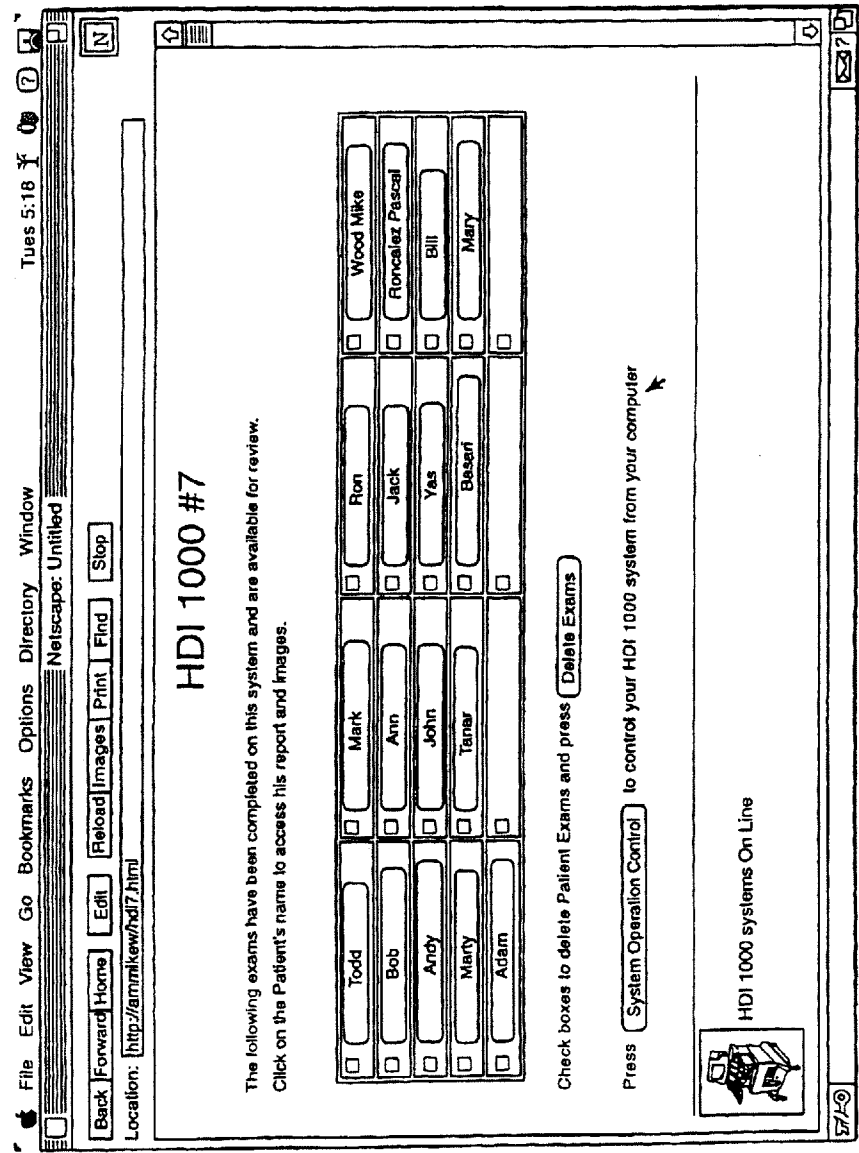 File Edit View Go Bookmarks Options Directory Window Tues 5:18 ?
Netscape: Untitled
Back Forward Home Edit Reload Images Print Find Stop N
Location: http://ammikew/hdi7.html
HDI 1000 #7
The following exams have been completed on this system and are available for review.
Click on the Patient's name to access his report and images.
Todd Mark Ron Wood Mike
Bob Ann Jack Roncalez Pascal
Andy John Yas Bill
Marty Tanar Basari Mary
Adam
Check boxes to delete Patient Exams and press Delete Exams
Press System Operation Control to control your HDI 1000 system from your computer
HDI 1000 systems On Line
?